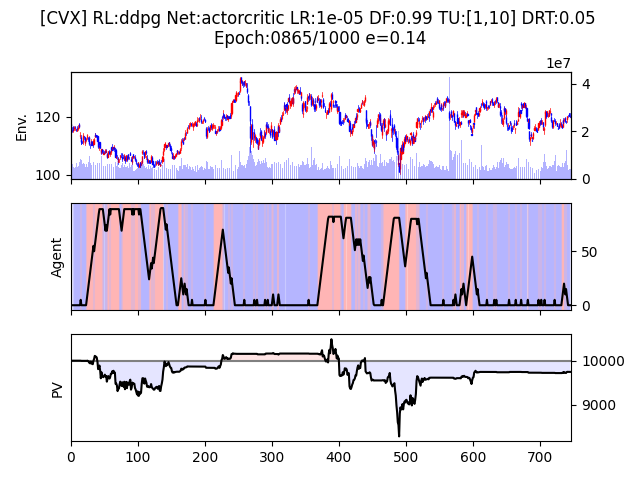 [CVX] RL:ddpg Net:actorcritic LR:1e-05 DF:0.99 TU:[1,10] DRT:0.05
Epoch:0865/1000 e=0.14
1e7
Env.
120
100
4
2
0
Agent
50
0
PV
10000
9000
0 100 200 300 400 500 600 700